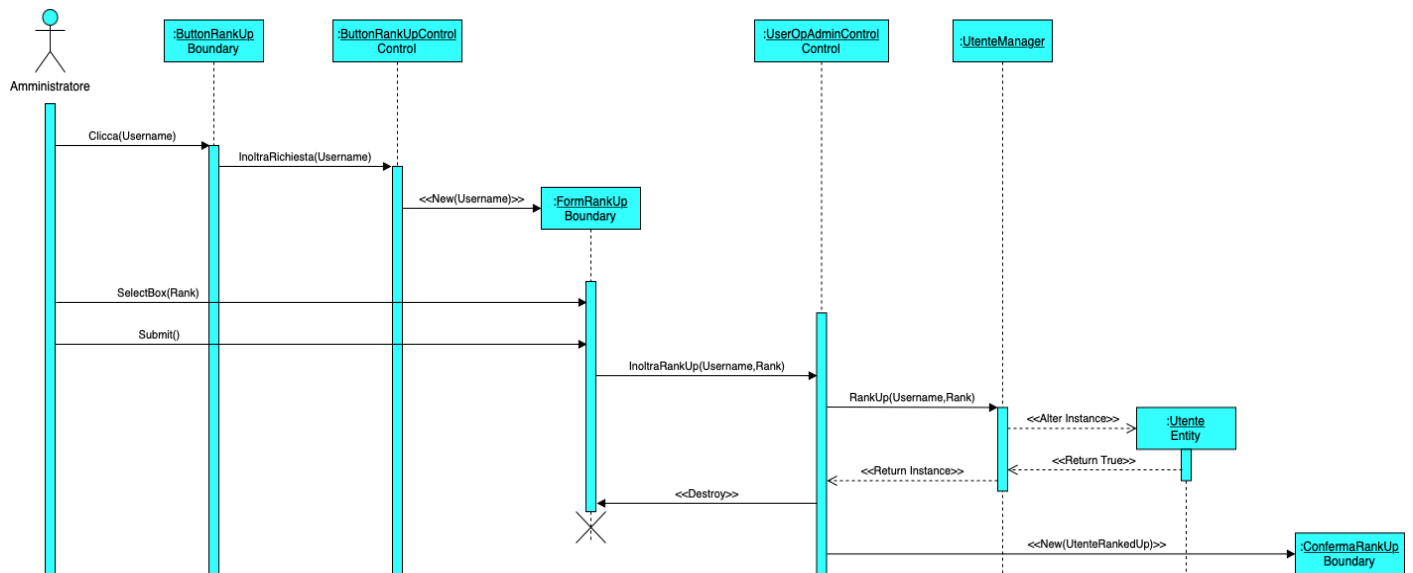 :ButtonRankUp
Boundary
:ButtonRankUpControl
Control
:UserOpAdminControl
Control
:UtenteManager
Amministratore
Clicca(Username)
InoltraRichiesta(Username)
<<New(Username)>>
:FormRankUp
Boundary
SelectBox(Rank)
Submit()
InoltraRankUp(Username,Rank)
RankUp(Username,Rank)
<<Alter Instance>>
:Utente
Entity
<<Return True>>
<<Return Instance>>
<<Destroy>>
<<New(UtenteRankedUp)>>
:ConfermaRankUp
Boundary